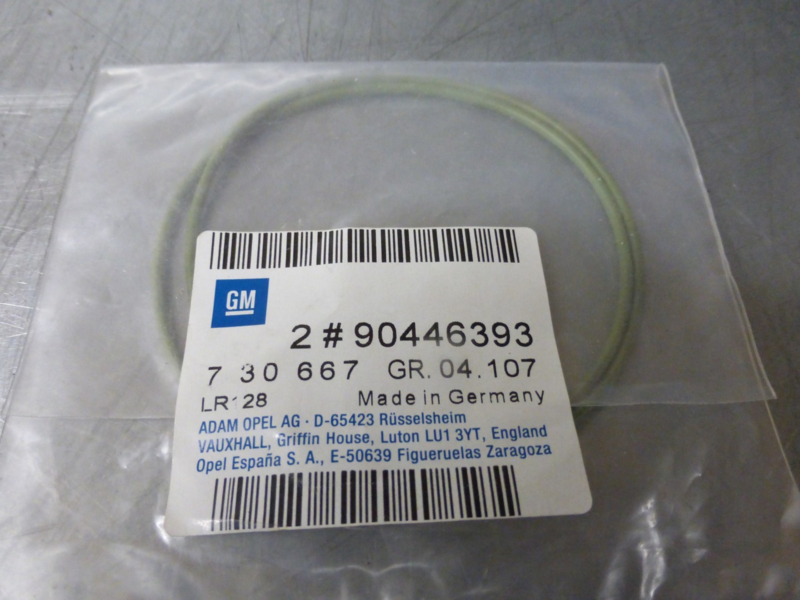 GM
2 # 90446393
7 30 667 GR. 04.107
LR 128 Made in Germany
ADAM OPEL AG · D-65423 Rüsselsheim
VAUXHALL, Griffin House, Luton LU1 3YT, England
Opel España S. A., E-50639 Figueruelas Zaragoza